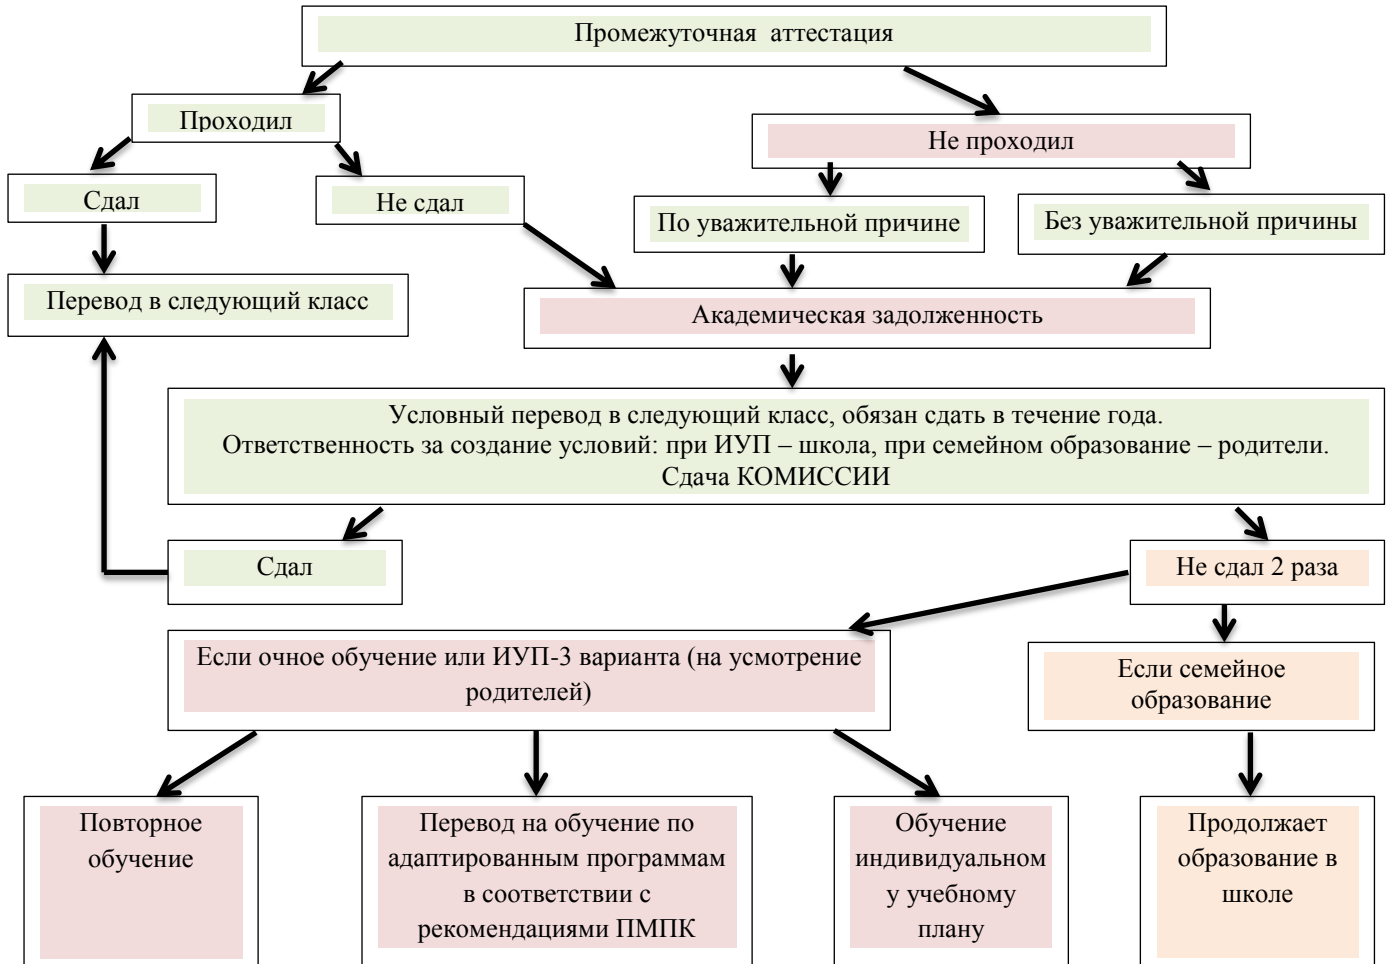 Промежуточная аттестация
Проходил
Не проходил
Сдал
Не сдал
По уважительной причине
Без уважительной причины
Перевод в следующий класс
Академическая задолженность
Условный перевод в следующий класс, обязан сдать в течение года.
Ответственность за создание условий: при ИУП – школа, при семейном образование – родители.
Сдача КОМИССИИ
Сдал
Не сдал 2 раза
Если очное обучение или ИУП-3 варианта (на усмотрение
родителей)
Если семейное
образование
Повторное
обучение
Перевод на обучение по
адаптированным программам
в соответствии с
рекомендациями ПМПК
Обучение
индивидуальном
у учебному
плану
Продолжает
образование в
школе